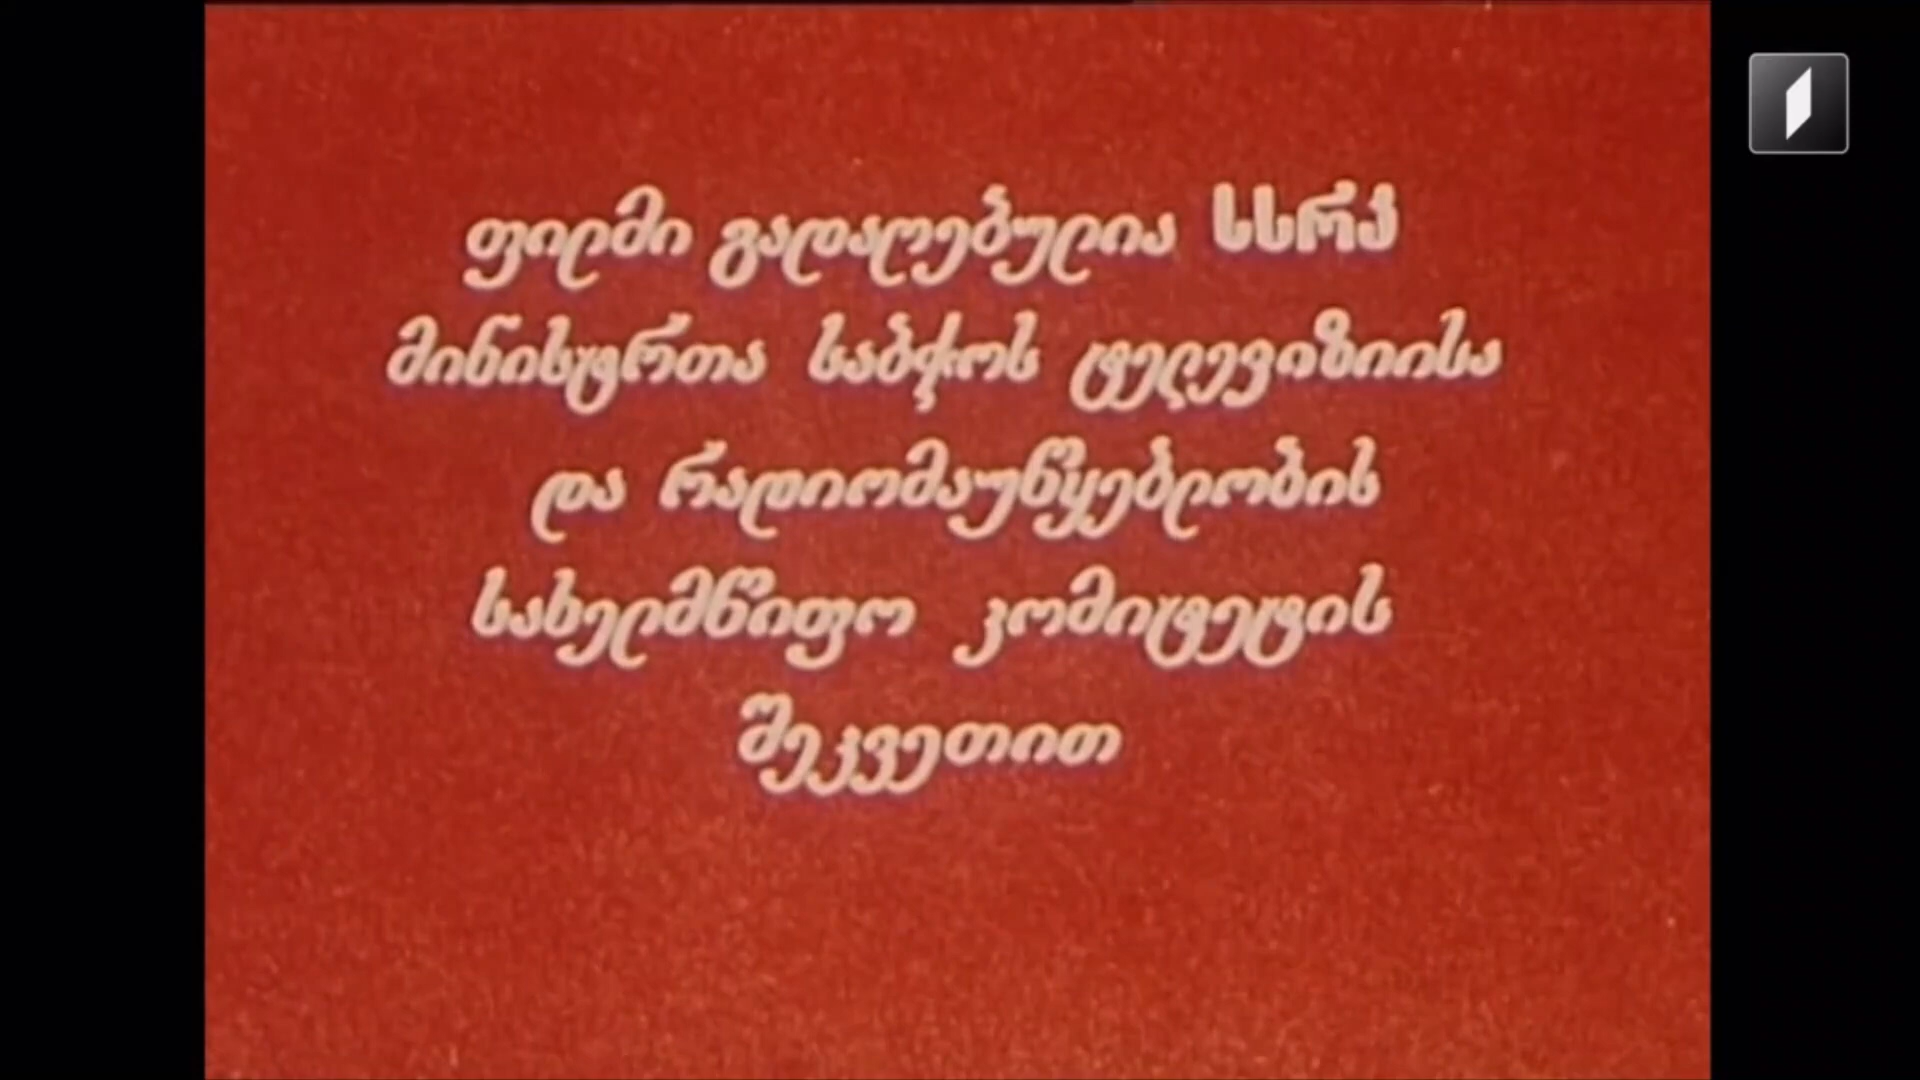 ფილმი გადაღებულია სსრკ
მინისტრთა საბჭოს ტელევიზიისა
და რადიომაუწყებლობის
სახელმწიფო კომიტეტის
შეკვეთით